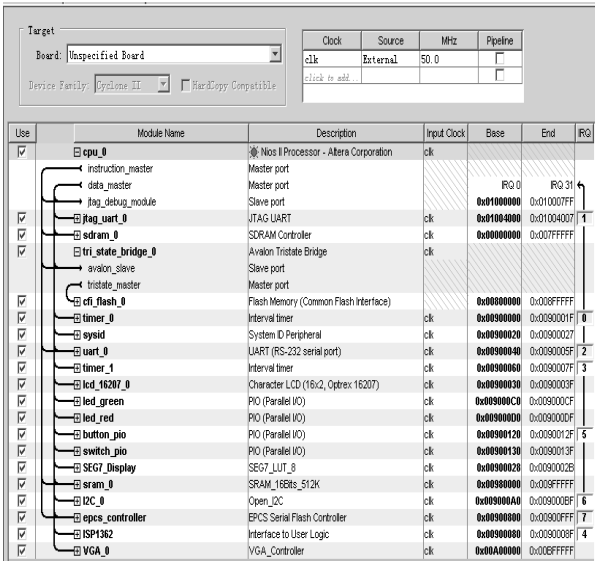 Target
Board: Unspecified Board
Device Family: Cyclone II HardCopy Compatible
Clock Source MHz Pipeline
clk External 50.0
click to add...
Use Module Name Description Input Clock Base End IRQ
cpu_0 Nios II Processor - Altera Corporation clk
instruction_master Master port
data_master Master port IRQ 0 IRQ 31
jtag_debug_module Slave port 0x01000000 0x010007FF
jtag_uart_0 JTAG UART clk 0x01004000 0x01004007 1
sdram_0 SDRAM Controller clk 0x00000000 0x007FFFFF
tri_state_bridge_0 Avalon Tristate Bridge clk
avalon_slave Slave port
tristate_master Master port
cfi_flash_0 Flash Memory (Common Flash Interface) 0x00800000 0x008FFFFF
timer_0 Interval timer clk 0x00900000 0x0090001F 0
sysid System ID Peripheral clk 0x00900020 0x00900027
uart_0 UART (RS-232 serial port) clk 0x00900040 0x0090005F 2
timer_1 Interval timer clk 0x00900060 0x0090007F 3
lcd_16207_0 Character LCD (16x2, Optrex 16207) clk 0x00900030 0x0090003F
led_green PIO (Parallel I/O) clk 0x009000C0 0x009000CF
led_red PIO (Parallel I/O) clk 0x009000D0 0x009000DF
button_pio PIO (Parallel I/O) clk 0x00900120 0x0090012F 5
switch_pio PIO (Parallel I/O) clk 0x00900130 0x0090013F
SEG7_Display SEG7_LUT_8 clk 0x00900028 0x0090002B
sram_0 SRAM_16Bits_512K clk 0x00980000 0x009FFFFF
I2C_0 Open_I2C clk 0x009000A0 0x009000BF 6
epcs_controller EPCS Serial Flash Controller clk 0x00900800 0x00900FFF 7
ISP1362 Interface to User Logic clk 0x00900080 0x0090008F 4
VGA_0 VGA_Controller clk 0x00A00000 0x00BFFFFF